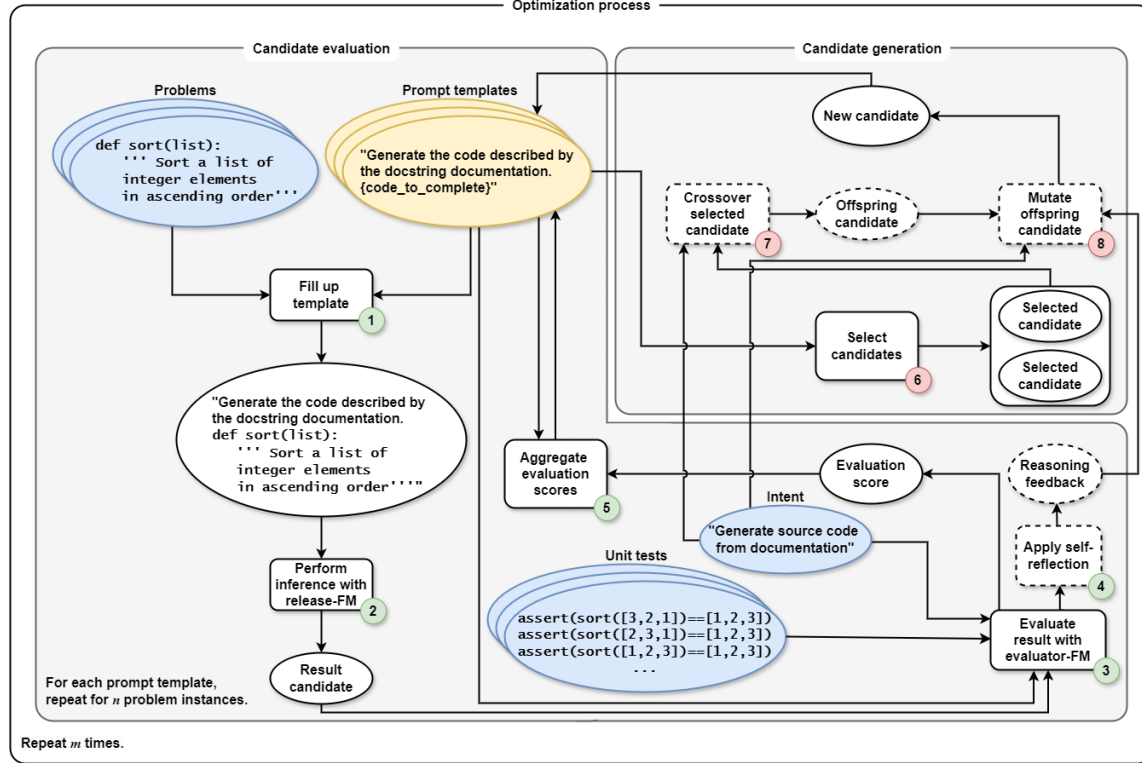 Optimization process
Candidate evaluation
Candidate generation
Problems
def sort(list):
''' Sort a list of
integer elements
in ascending order'''
Prompt templates
"Generate the code described by
the docstring documentation.
{code_to_complete}"
New candidate
Crossover
selected
candidate
7
Offspring
candidate
Mutate
offspring
candidate
8
Fill up
template
1
Select
candidates
6
Selected
candidate
Selected
candidate
"Generate the code described by
the docstring documentation.
def sort(list):
''' Sort a list of
integer elements
in ascending order'''"
Aggregate
evaluation
scores
5
Evaluation
score
Reasoning
feedback
Intent
"Generate source code
from documentation"
Apply self-
reflection
4
Unit tests
assert(sort([3,2,1])==[1,2,3])
assert(sort([2,3,1])==[1,2,3])
assert(sort([1,2,3])==[1,2,3])
...
Perform
inference with
release-FM
2
Evaluate
result with
evaluator-FM
3
Result
candidate
For each prompt template,
repeat for n problem instances.
Repeat m times.